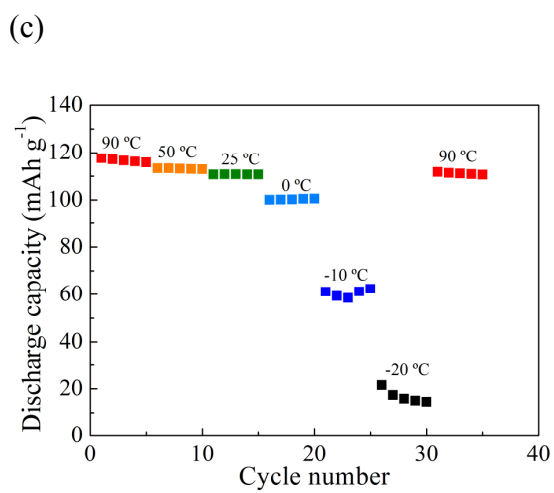 (c)
140
120
100
80
60
40
20
0
Discharge capacity (mAh g⁻¹)
90 ºC
50 ºC
25 ºC
0 ºC
-10 ºC
-20 ºC
90 ºC
0 10 20 30 40
Cycle number